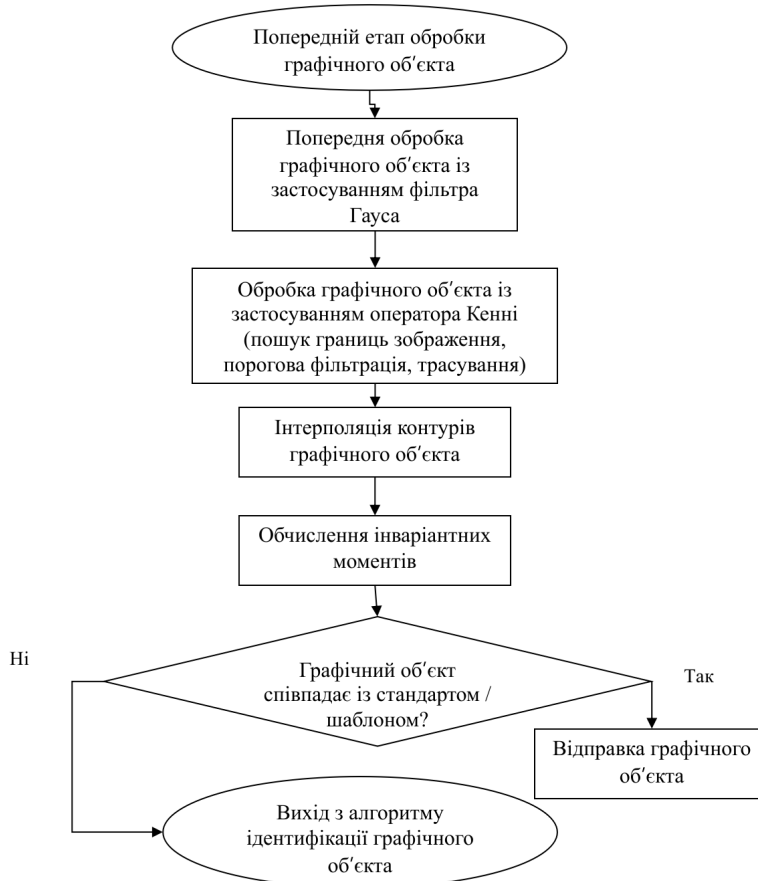 Попередній етап обробки
графічного об'єкта
Попередня обробка
графічного об'єкта із
застосуванням фільтра
Гауса
Обробка графічного об'єкта із
застосуванням оператора Кенні
(пошук границь зображення,
порогова фільтрація, трасування)
Інтерполяція контурів
графічного об'єкта
Обчислення інваріантних
моментів
Ні
Графічний об'єкт
співпадає із стандартом /
шаблоном?
Так
Відправка графічного
об'єкта
Вихід з алгоритму
ідентифікації графічного
об'єкта